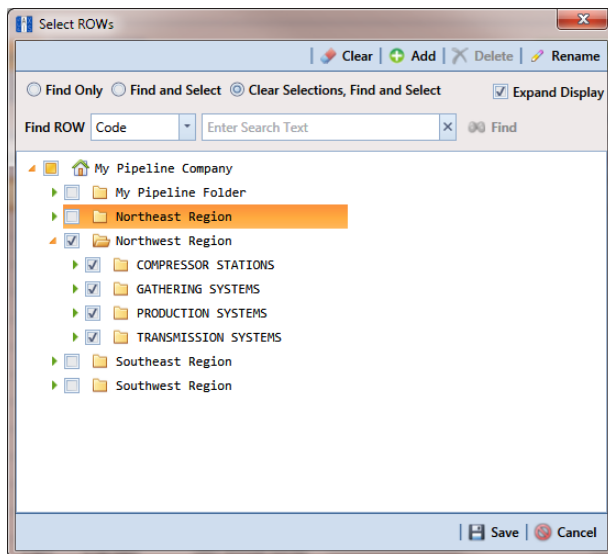 Select ROWs
Clear Add Delete Rename
Find Only Find and Select Clear Selections, Find and Select Expand Display
Find ROW Code Enter Search Text Find
My Pipeline Company
My Pipeline Folder
Northeast Region
Northwest Region
COMPRESSOR STATIONS
GATHERING SYSTEMS
PRODUCTION SYSTEMS
TRANSMISSION SYSTEMS
Southeast Region
Southwest Region
Save Cancel